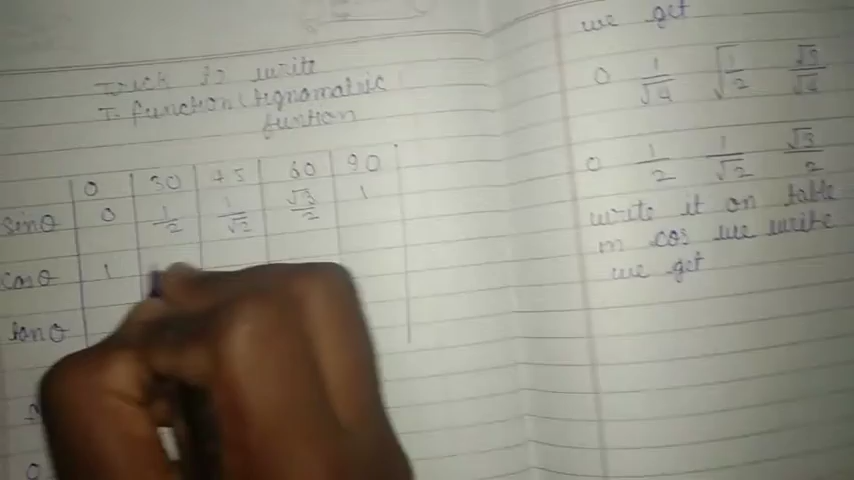 Trick to write
T- function (tignomatric
funtion
0 30 45 60 90
sinθ 0 1/2 1/√2 √3/2 1
cosθ 1
tanθ
we get
0 1/√4 √1/2 √3/√4
0 1/2 1/√2 √3/2
write it on table
in cos we write
we get